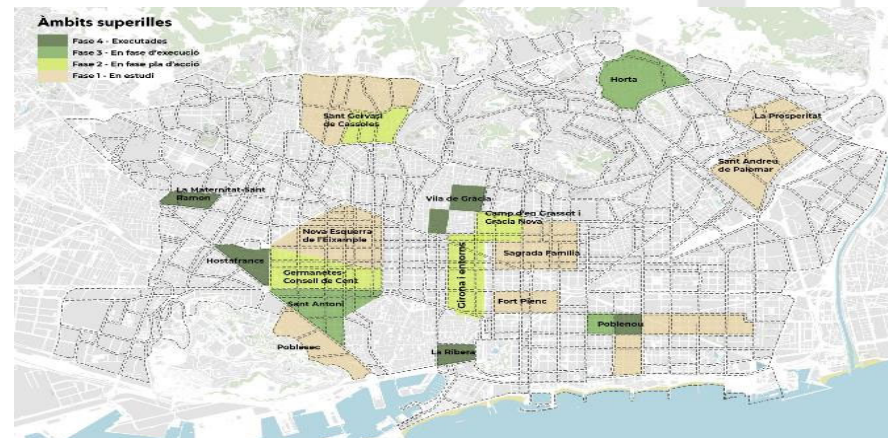 Àmbits superilles
Fase 4 - Executades
Fase 3 - En fase d'execució
Fase 2 - En fase pla d'acció
Fase 1 - En estudi
Horta
La Prosperitat
Sant Gervasi
de Cassoles
Sant Andreu
de Palomar
La Maternitat-Sant
Ramon
Vila de Gràcia
Camp d'en Grassot i
Gràcia Nova
Nova Esquerra
de l'Eixample
Sagrada Família
Hostafrancs
Germanetes-
Consell de Cent
Girona i entorns
Sant Antoni
Fort Pienc
Poblenou
Poblesec
La Ribera